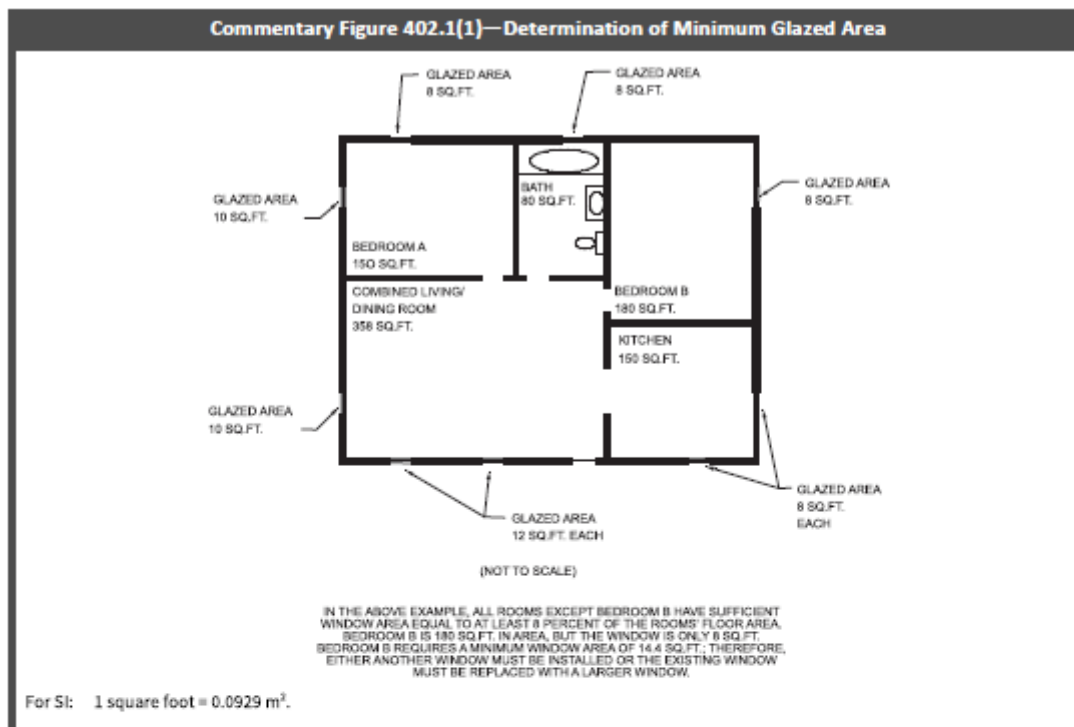 Commentary Figure 402.1(1)—Determination of Minimum Glazed Area
GLAZED AREA
8 SQ.FT.
GLAZED AREA
8 SQ.FT.
GLAZED AREA
10 SQ.FT.
BATH
80 SQ.FT.
GLAZED AREA
8 SQ.FT.
BEDROOM A
150 SQ.FT.
COMBINED LIVING/
DINING ROOM
358 SQ.FT.
BEDROOM B
180 SQ.FT.
KITCHEN
150 SQ.FT.
GLAZED AREA
10 SQ.FT.
GLAZED AREA
8 SQ.FT.
EACH
GLAZED AREA
12 SQ.FT. EACH
(NOT TO SCALE)
IN THE ABOVE EXAMPLE, ALL ROOMS EXCEPT BEDROOM B HAVE SUFFICIENT
WINDOW AREA EQUAL TO AT LEAST 8 PERCENT OF THE ROOMS' FLOOR AREA.
BEDROOM B IS 180 SQ.FT. IN AREA, BUT THE WINDOW IS ONLY 8 SQ.FT.
BEDROOM B REQUIRES A MINIMUM WINDOW AREA OF 14.4 SQ.FT.; THEREFORE,
EITHER ANOTHER WINDOW MUST BE INSTALLED OR THE EXISTING WINDOW
MUST BE REPLACED WITH A LARGER WINDOW.
For SI: 1 square foot = 0.0929 m².